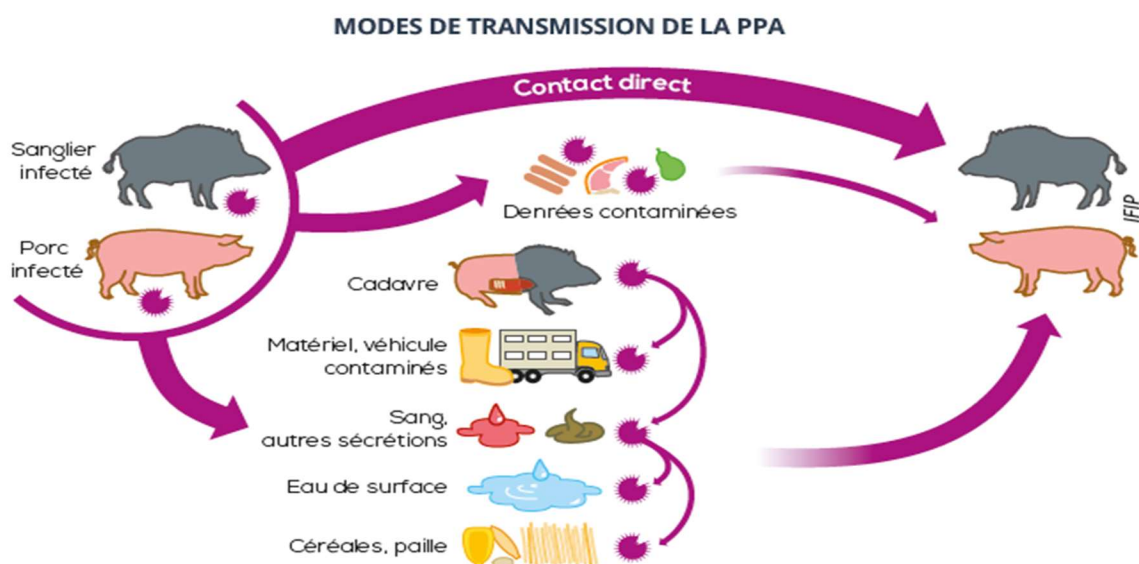 MODES DE TRANSMISSION DE LA PPA
Contact direct
Sanglier
infecté
Denrées contaminées
Porc
infecté
IFIP
Cadavre
Matériel, véhicule
contaminés
Sang,
autres sécrétions
Eau de surface
Céréales, paille